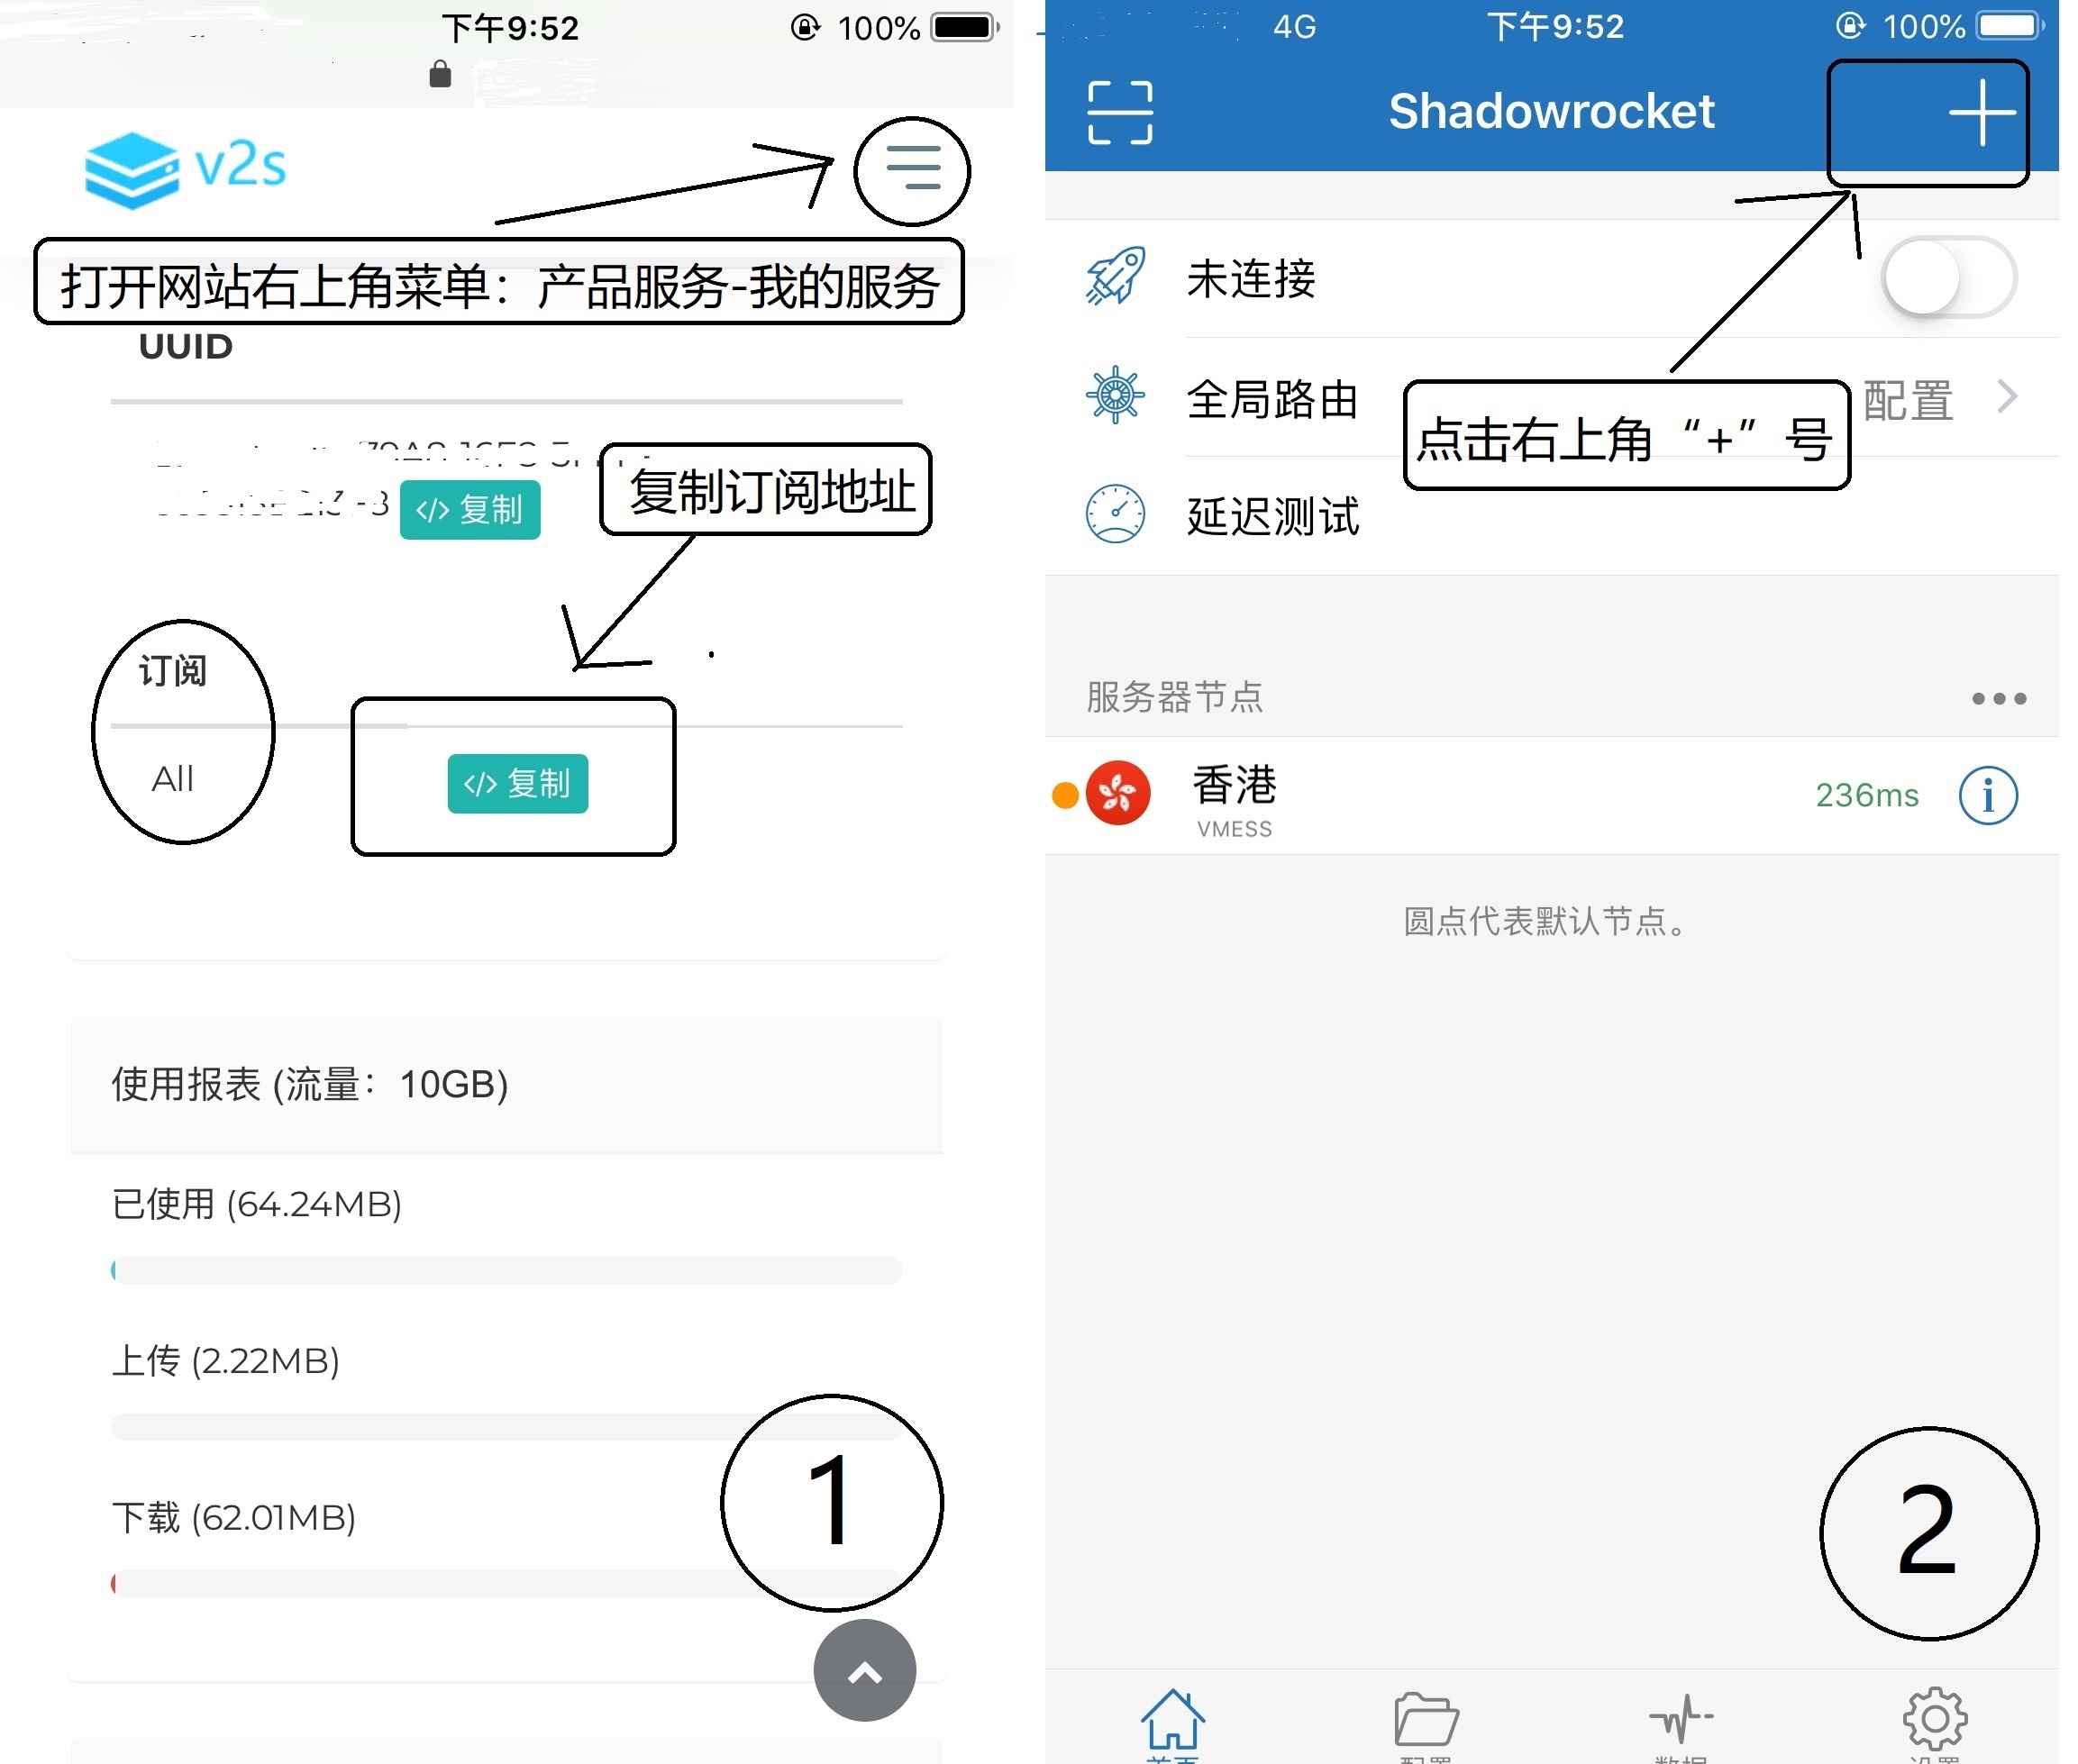 下午9:52
100%
v2s
打开网站右上角菜单：产品服务-我的服务
UUID
</> 复制
复制订阅地址
订阅
All
</> 复制
使用报表 (流量：10GB)
已使用 (64.24MB)
上传 (2.22MB)
下载 (62.01MB)
1
4G
下午9:52
100%
Shadowrocket
未连接
全局路由
配置
点击右上角“+”号
延迟测试
服务器节点
香港
VMESS
236ms
圆点代表默认节点。
2